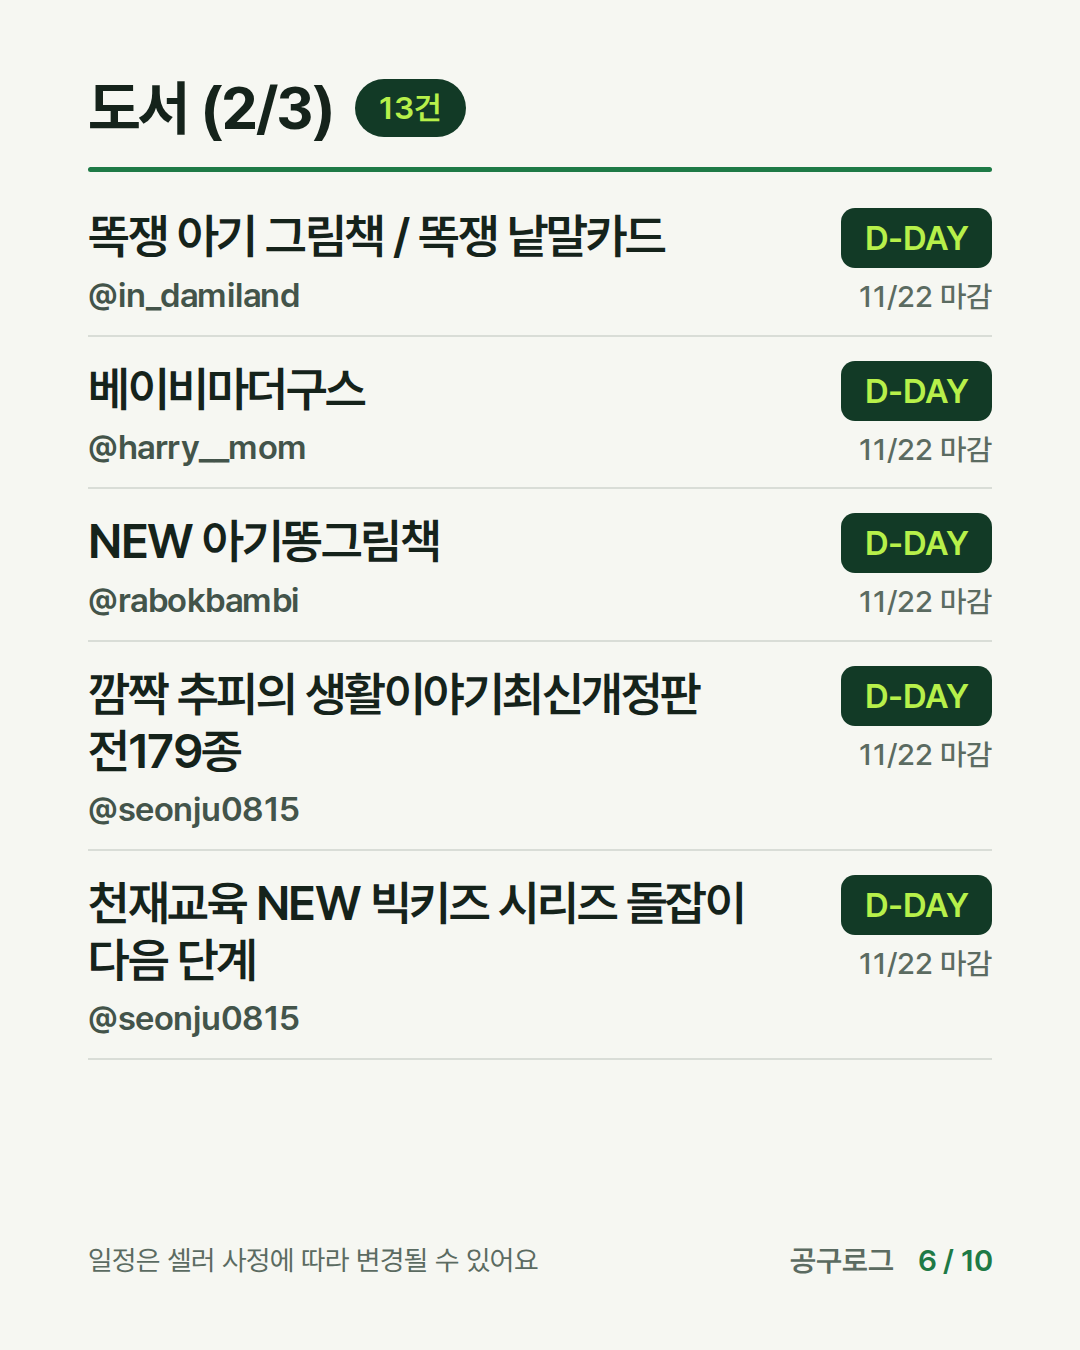 도서 (2/3) 13건
똑쟁 아기 그림책 / 똑쟁 낱말카드 D-DAY
@in_damiland 11/22 마감
베이비마더구스 D-DAY
@harry__mom 11/22 마감
NEW 아기똥그림책 D-DAY
@rabokbambi 11/22 마감
깜짝 추피의 생활이야기최신개정판 D-DAY
전179종 11/22 마감
@seonju0815
천재교육 NEW 빅키즈 시리즈 돌잡이 D-DAY
다음 단계 11/22 마감
@seonju0815
일정은 셀러 사정에 따라 변경될 수 있어요 공구로그 6 / 10